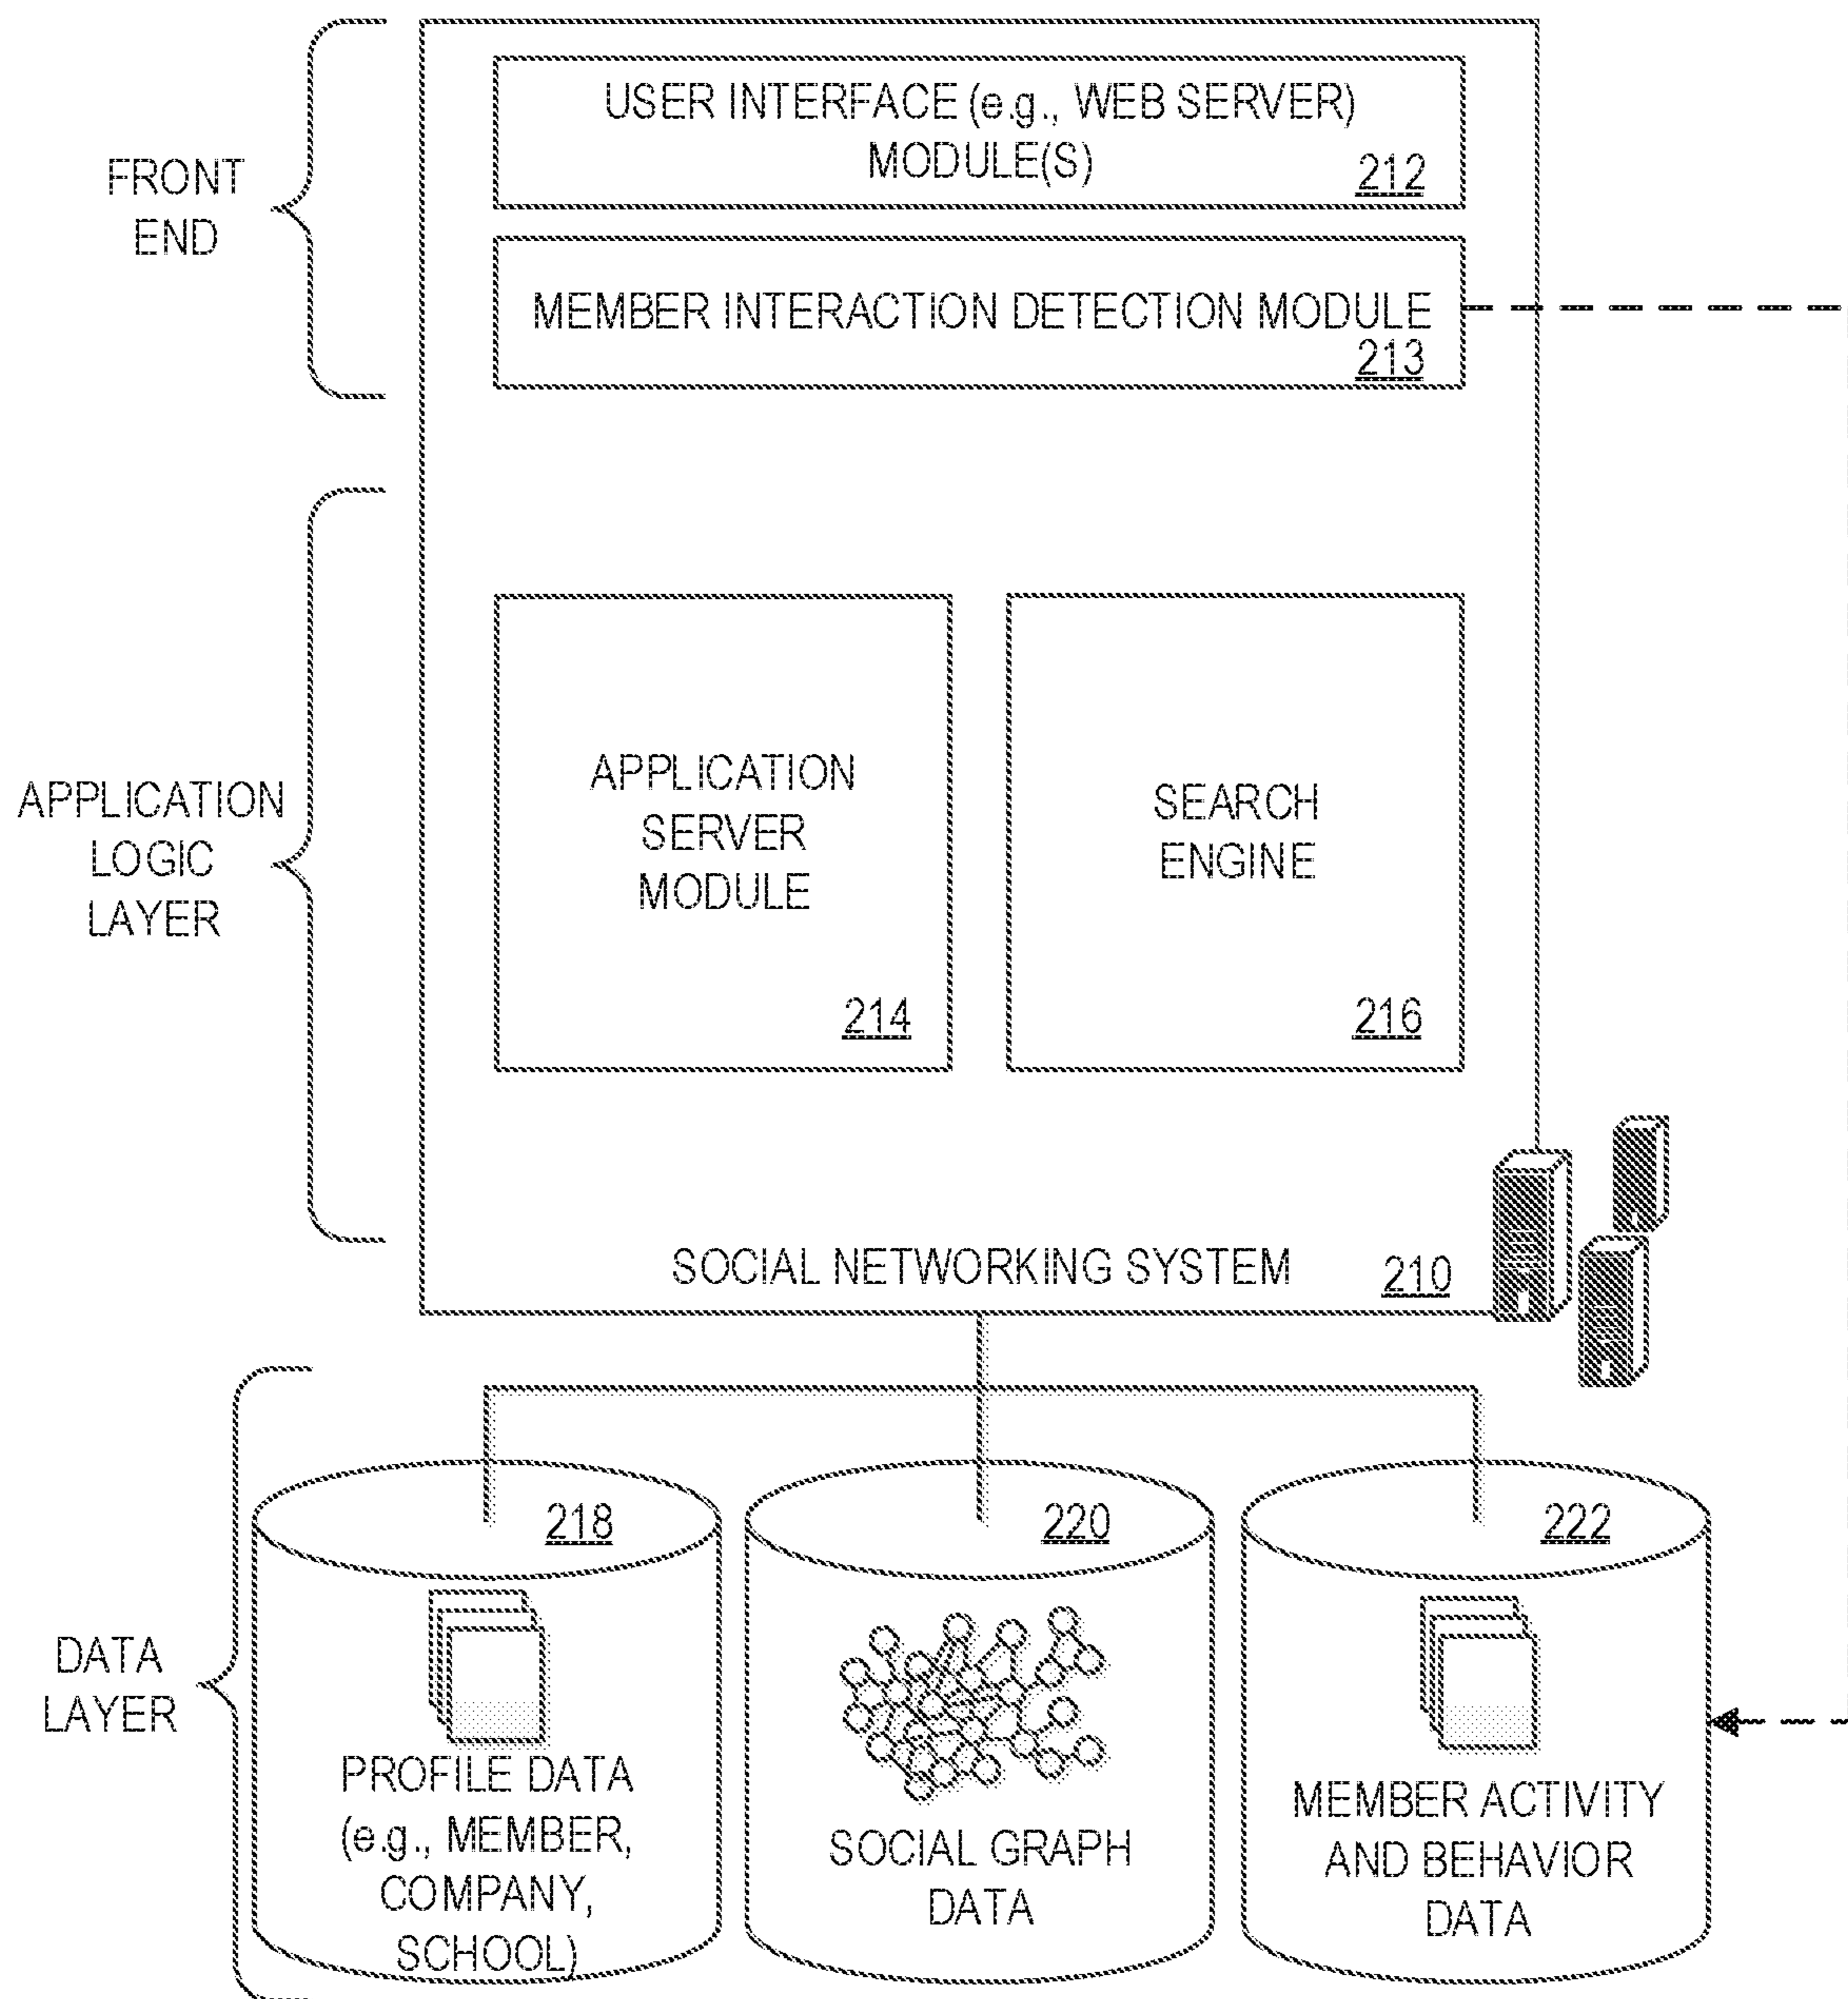 FRONT
END
USER INTERFACE (e.g., WEB SERVER)
MODULE(S)
212
MEMBER INTERACTION DETECTION MODULE
213
APPLICATION
LOGIC
LAYER
APPLICATION
SERVER
MODULE
214
SEARCH
ENGINE
216
SOCIAL NETWORKING SYSTEM
210
DATA
LAYER
218
PROFILE DATA
(e.g., MEMBER,
COMPANY,
SCHOOL)
220
SOCIAL GRAPH
DATA
222
MEMBER ACTIVITY
AND BEHAVIOR
DATA